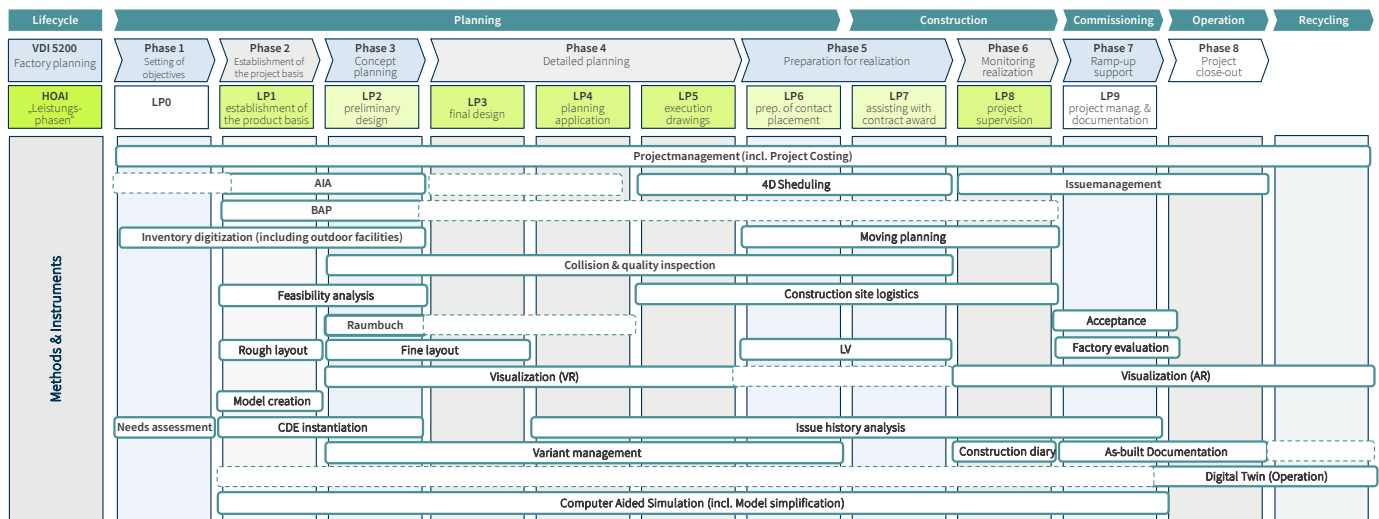 Lifecycle
Planning
Construction
Commissioning
Operation
Recycling
VDI 5200
Factory planning
Phase 1
Setting of
objectives
Phase 2
Establishment of
the project basis
Phase 3
Concept
planning
Phase 4
Detailed planning
Phase 5
Preparation for realization
Phase 6
Monitoring
realization
Phase 7
Ramp-up
support
Phase 8
Project
close-out
HOAI
„Leistungs-
phasen“
LP0
LP1
establishment of
the product basis
LP2
preliminary
design
LP3
final design
LP4
planning
application
LP5
execution
drawings
LP6
prep. of contact
placement
LP7
assisting with
contract award
LP8
project
supervision
LP9
project manag. &
documentation
Methods & Instruments
Projectmanagement (incl. Project Costing)
AIA
4D Sheduling
Issuemanagement
BAP
Inventory digitization (including outdoor facilities)
Moving planning
Collision & quality inspection
Feasibility analysis
Construction site logistics
Raumbuch
Acceptance
Rough layout
Fine layout
LV
Factory evaluation
Visualization (VR)
Visualization (AR)
Model creation
Needs assessment
CDE instantiation
Issue history analysis
Variant management
Construction diary
As-built Documentation
Digital Twin (Operation)
Computer Aided Simulation (incl. Model simplification)